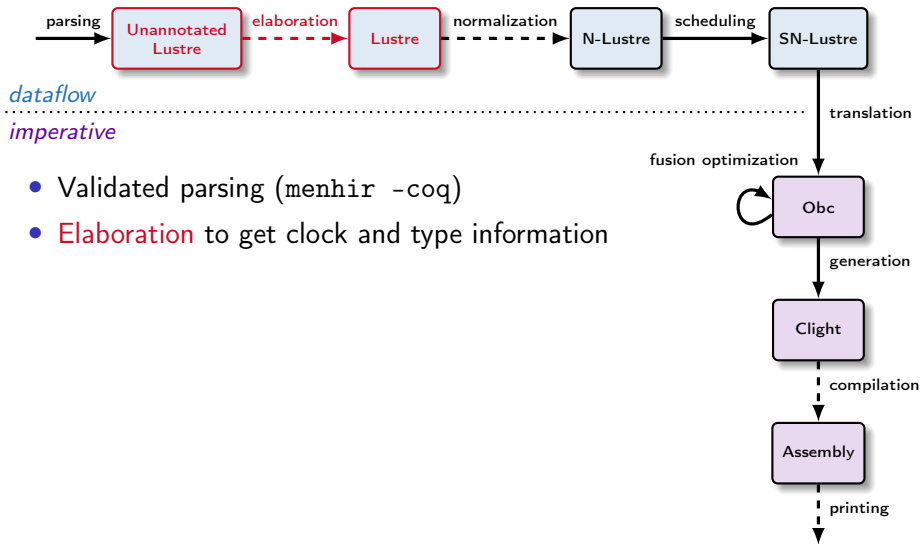 parsing
elaboration
normalization
scheduling
Unannotated
Lustre
Lustre
N-Lustre
SN-Lustre
dataflow
imperative
translation
fusion optimization
Obc
• Validated parsing (menhir -coq)
• Elaboration to get clock and type information
generation
Clight
compilation
Assembly
printing